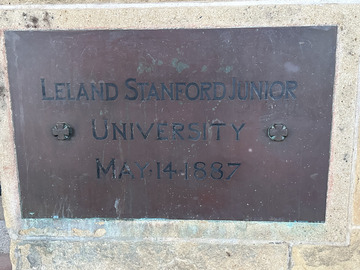 LELAND STANFORD JUNIOR
UNIVERSITY
MAY·14·1887